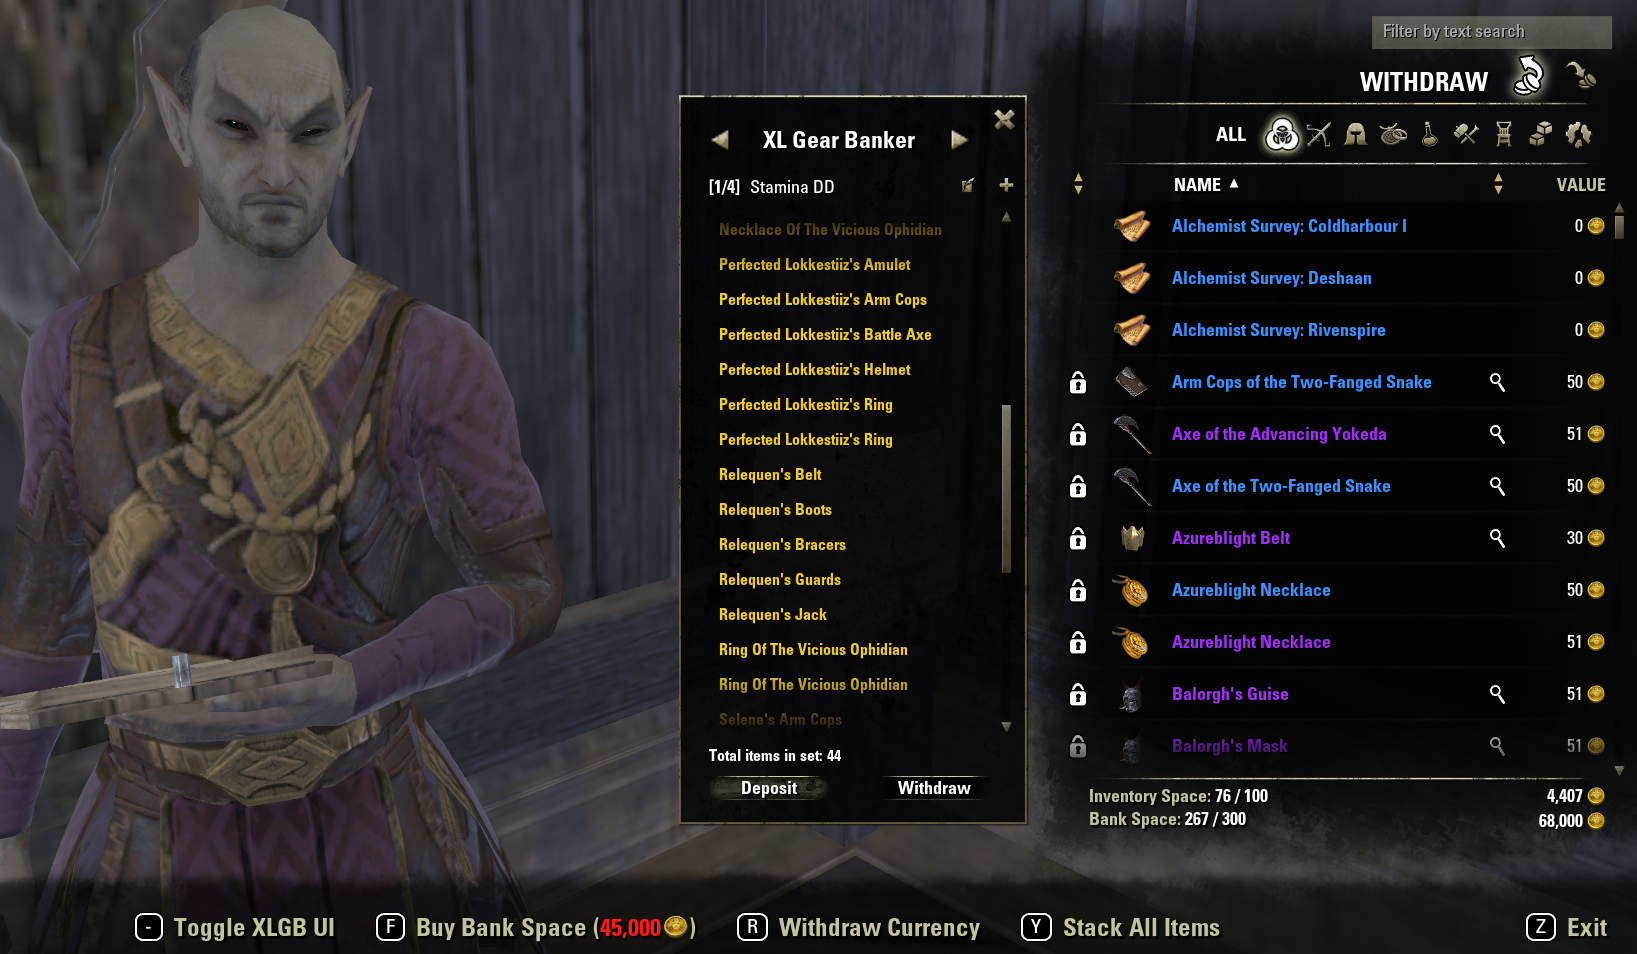 Filter by text search
WITHDRAW
ALL
NAME
VALUE
XL Gear Banker
[1/4] Stamina DD
Necklace Of The Vicious Ophidian
Perfected Lokkestiiz's Amulet
Perfected Lokkestiiz's Arm Cops
Perfected Lokkestiiz's Battle Axe
Perfected Lokkestiiz's Helmet
Perfected Lokkestiiz's Ring
Perfected Lokkestiiz's Ring
Relequen's Belt
Relequen's Boots
Relequen's Bracers
Relequen's Guards
Relequen's Jack
Ring Of The Vicious Ophidian
Ring Of The Vicious Ophidian
Selene's Arm Cops
Total items in set: 44
Deposit
Withdraw
Alchemist Survey: Coldharbour I 0
Alchemist Survey: Deshaan 0
Alchemist Survey: Rivenspire 0
Arm Cops of the Two-Fanged Snake 50
Axe of the Advancing Yokeda 51
Axe of the Two-Fanged Snake 50
Azureblight Belt 30
Azureblight Necklace 50
Azureblight Necklace 51
Balorgh's Guise 51
Balorgh's Mask 51
Inventory Space: 76 / 100 4,407
Bank Space: 267 / 300 68,000
- Toggle XLGB UI F Buy Bank Space (45,000) R Withdraw Currency Y Stack All Items Z Exit